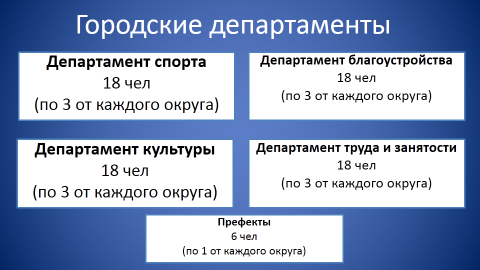 Городские департаменты
Департамент спорта
18 чел
(по 3 от каждого округа)
Департамент благоустройства
18 чел
(по 3 от каждого округа)
Департамент культуры
18 чел
(по 3 от каждого округа)
Департамент труда и занятости
18 чел
(по 3 от каждого округа)
Префекты
6 чел
(по 1 от каждого округа)